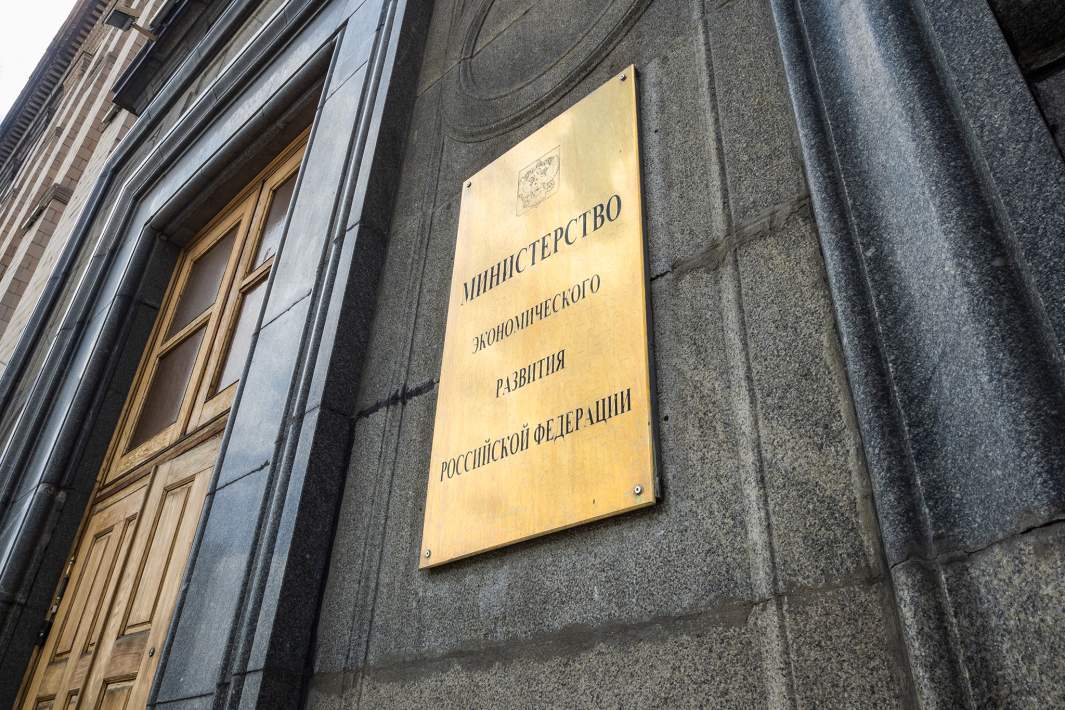 МИНИСТЕРСТВО
ЭКОНОМИЧЕСКОГО
РАЗВИТИЯ
РОССИЙСКОЙ ФЕДЕРАЦИИ